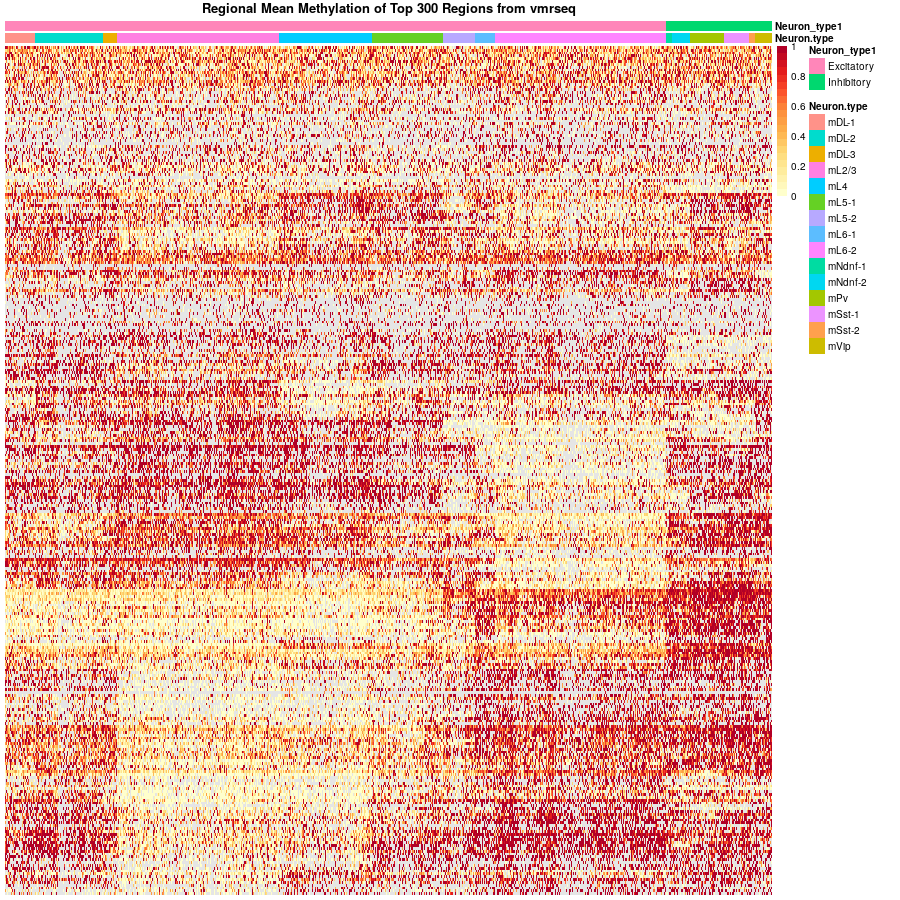 Regional Mean Methylation of Top 300 Regions from vmrseq
Neuron_type1
Neuron.type
1
0.8
0.6
0.4
0.2
0
Neuron_type1
Excitatory
Inhibitory
Neuron.type
mDL-1
mDL-2
mDL-3
mL2/3
mL4
mL5-1
mL5-2
mL6-1
mL6-2
mNdnf-1
mNdnf-2
mPv
mSst-1
mSst-2
mVip